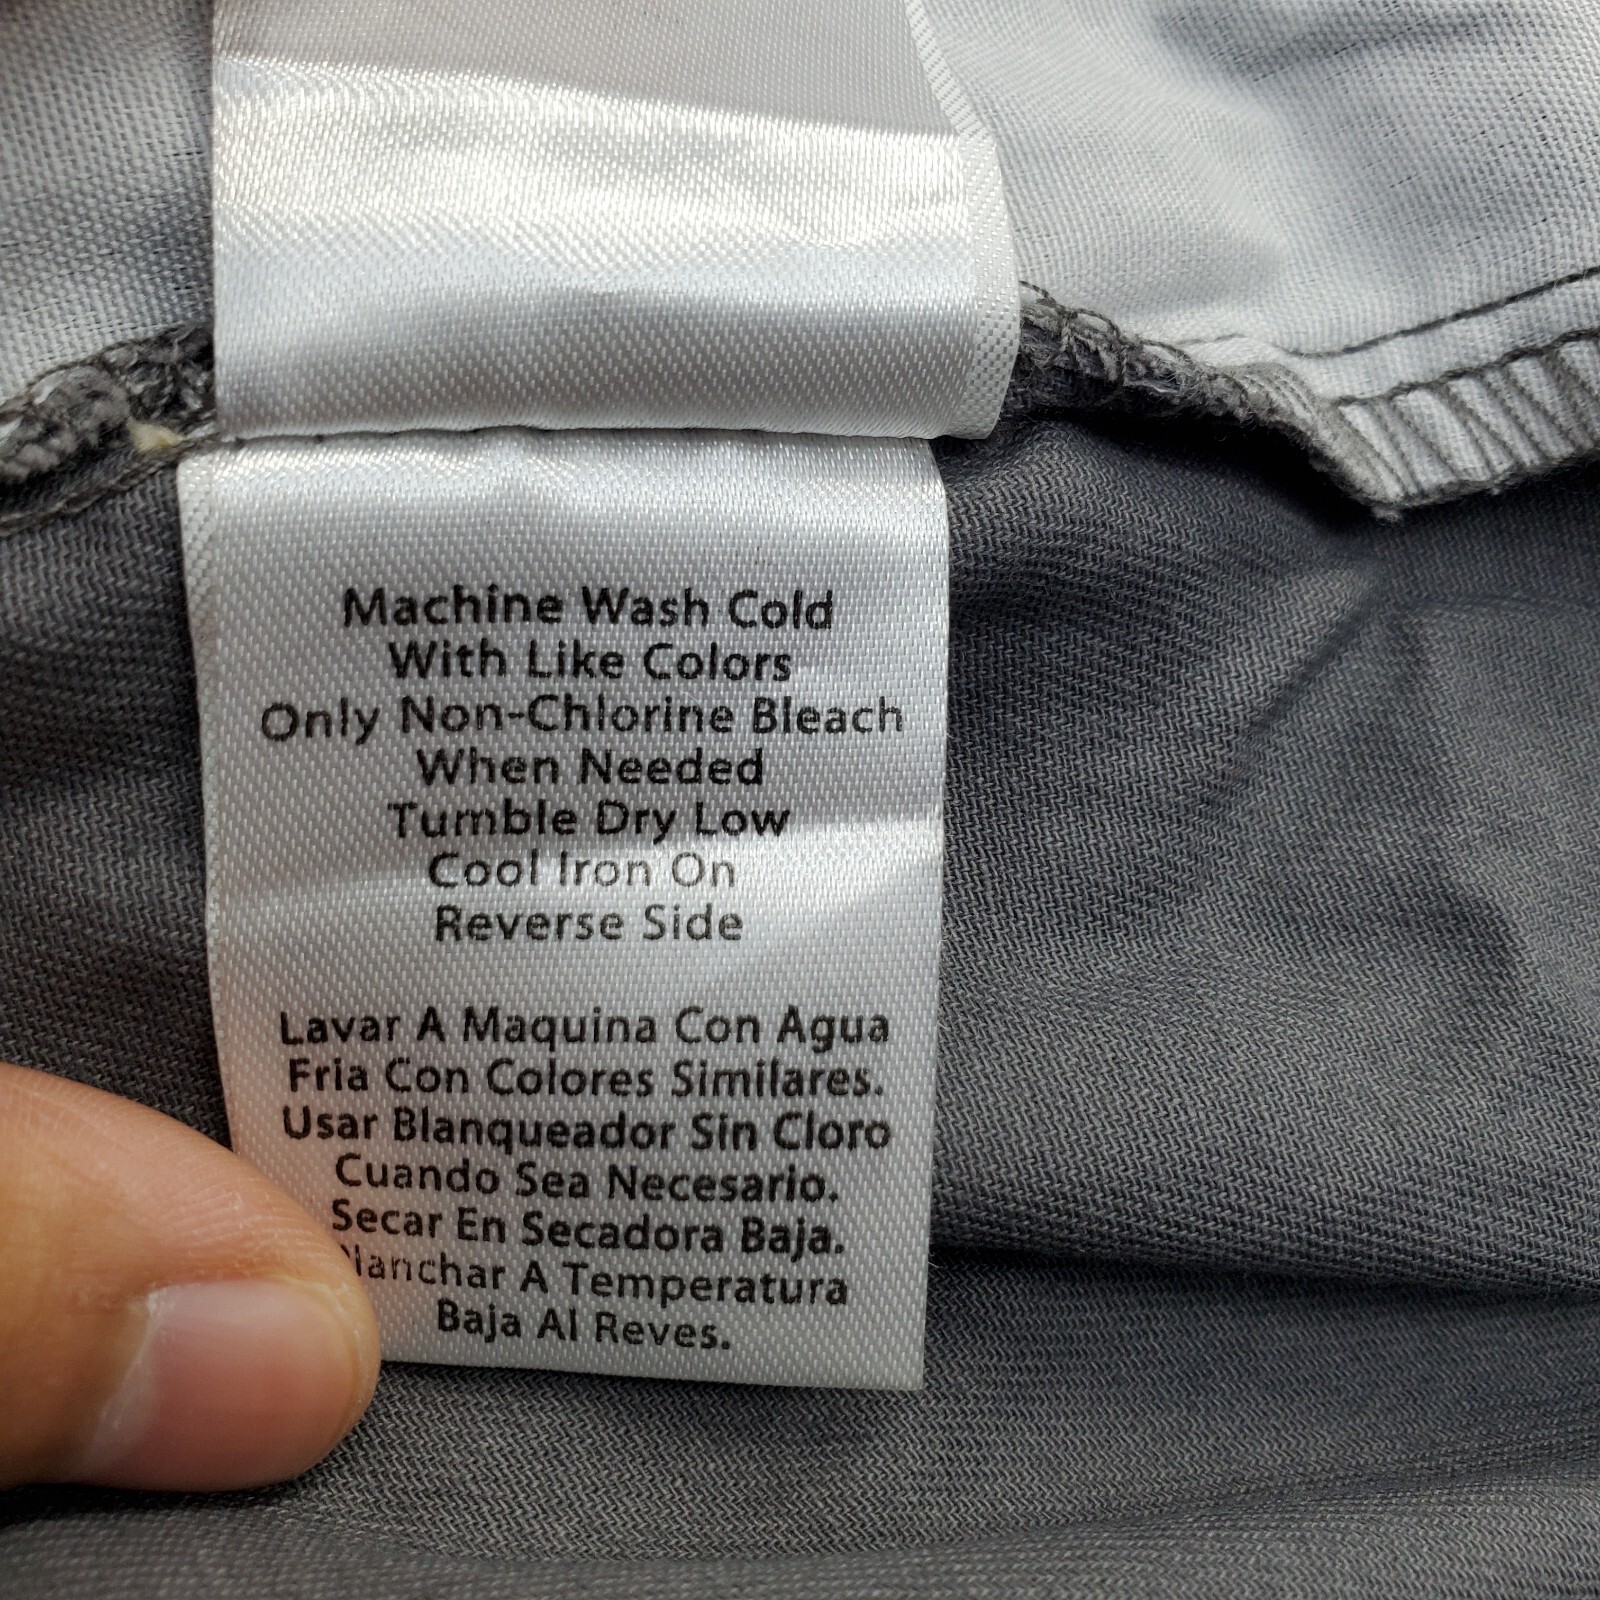 Machine Wash Cold
With Like Colors
Only Non-Chlorine Bleach
When Needed
Tumble Dry Low
Cool Iron On
Reverse Side
Lavar A Maquina Con Agua
Fria Con Colores Similares.
Usar Blanqueador Sin Cloro
Cuando Sea Necesario.
Secar En Secadora Baja.
Planchar A Temperatura
Baja Al Reves.